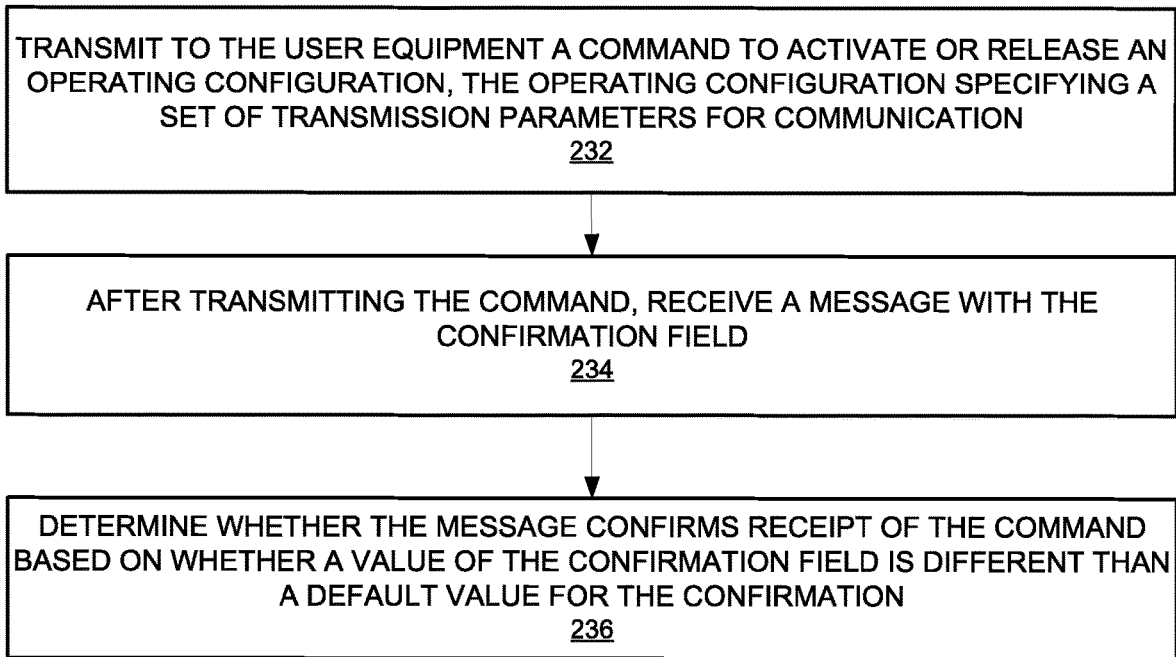 TRANSMIT TO THE USER EQUIPMENT A COMMAND TO ACTIVATE OR RELEASE AN
OPERATING CONFIGURATION, THE OPERATING CONFIGURATION SPECIFYING A
SET OF TRANSMISSION PARAMETERS FOR COMMUNICATION
232
AFTER TRANSMITTING THE COMMAND, RECEIVE A MESSAGE WITH THE
CONFIRMATION FIELD
234
DETERMINE WHETHER THE MESSAGE CONFIRMS RECEIPT OF THE COMMAND
BASED ON WHETHER A VALUE OF THE CONFIRMATION FIELD IS DIFFERENT THAN
A DEFAULT VALUE FOR THE CONFIRMATION
236